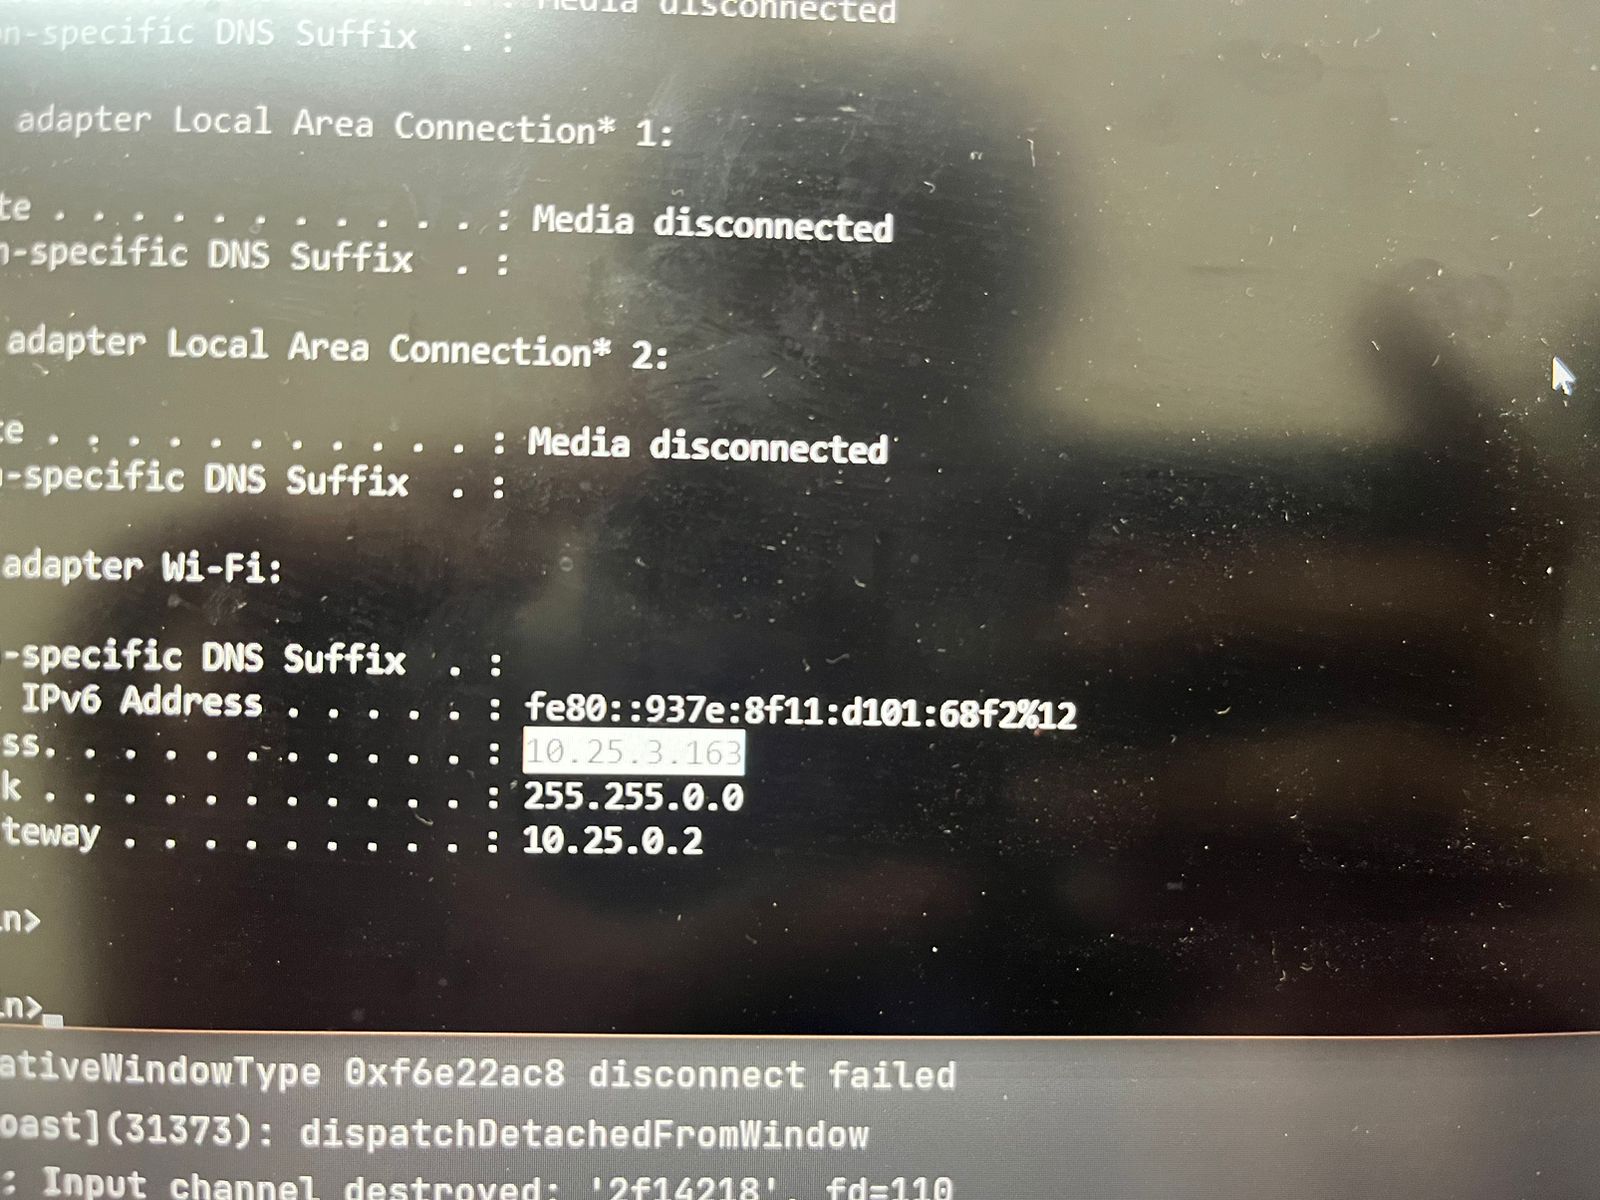 Media disconnected
n-specific DNS Suffix . :
adapter Local Area Connection* 1:
te . . . . . . . . . . . : Media disconnected
n-specific DNS Suffix . :
adapter Local Area Connection* 2:
te . . . . . . . . . . . : Media disconnected
-specific DNS Suffix . :
adapter Wi-Fi:
-specific DNS Suffix . :
IPv6 Address . . . . . : fe80::937e:8f11:d101:68f2%12
ss. . . . . . . . . . . : 10.25.3.163
k . . . . . . . . . . . : 255.255.0.0
teway . . . . . . . . . : 10.25.0.2
in>
in>
ativeWindowType 0xf6e22ac8 disconnect failed
oast](31373): dispatchDetachedFromWindow
: Input channel destroyed: '2f14218', fd=110